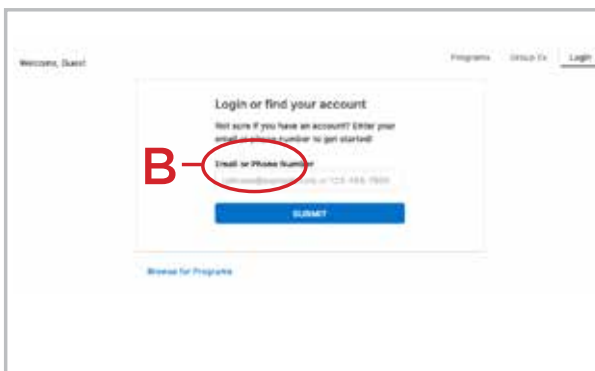 Welcome, Guest
Programs Group Ex Login
Login or find your account
Not sure if you have an account? Enter your
email or phone number to get started!
B
Email or Phone Number
SUBMIT
Browse for Programs